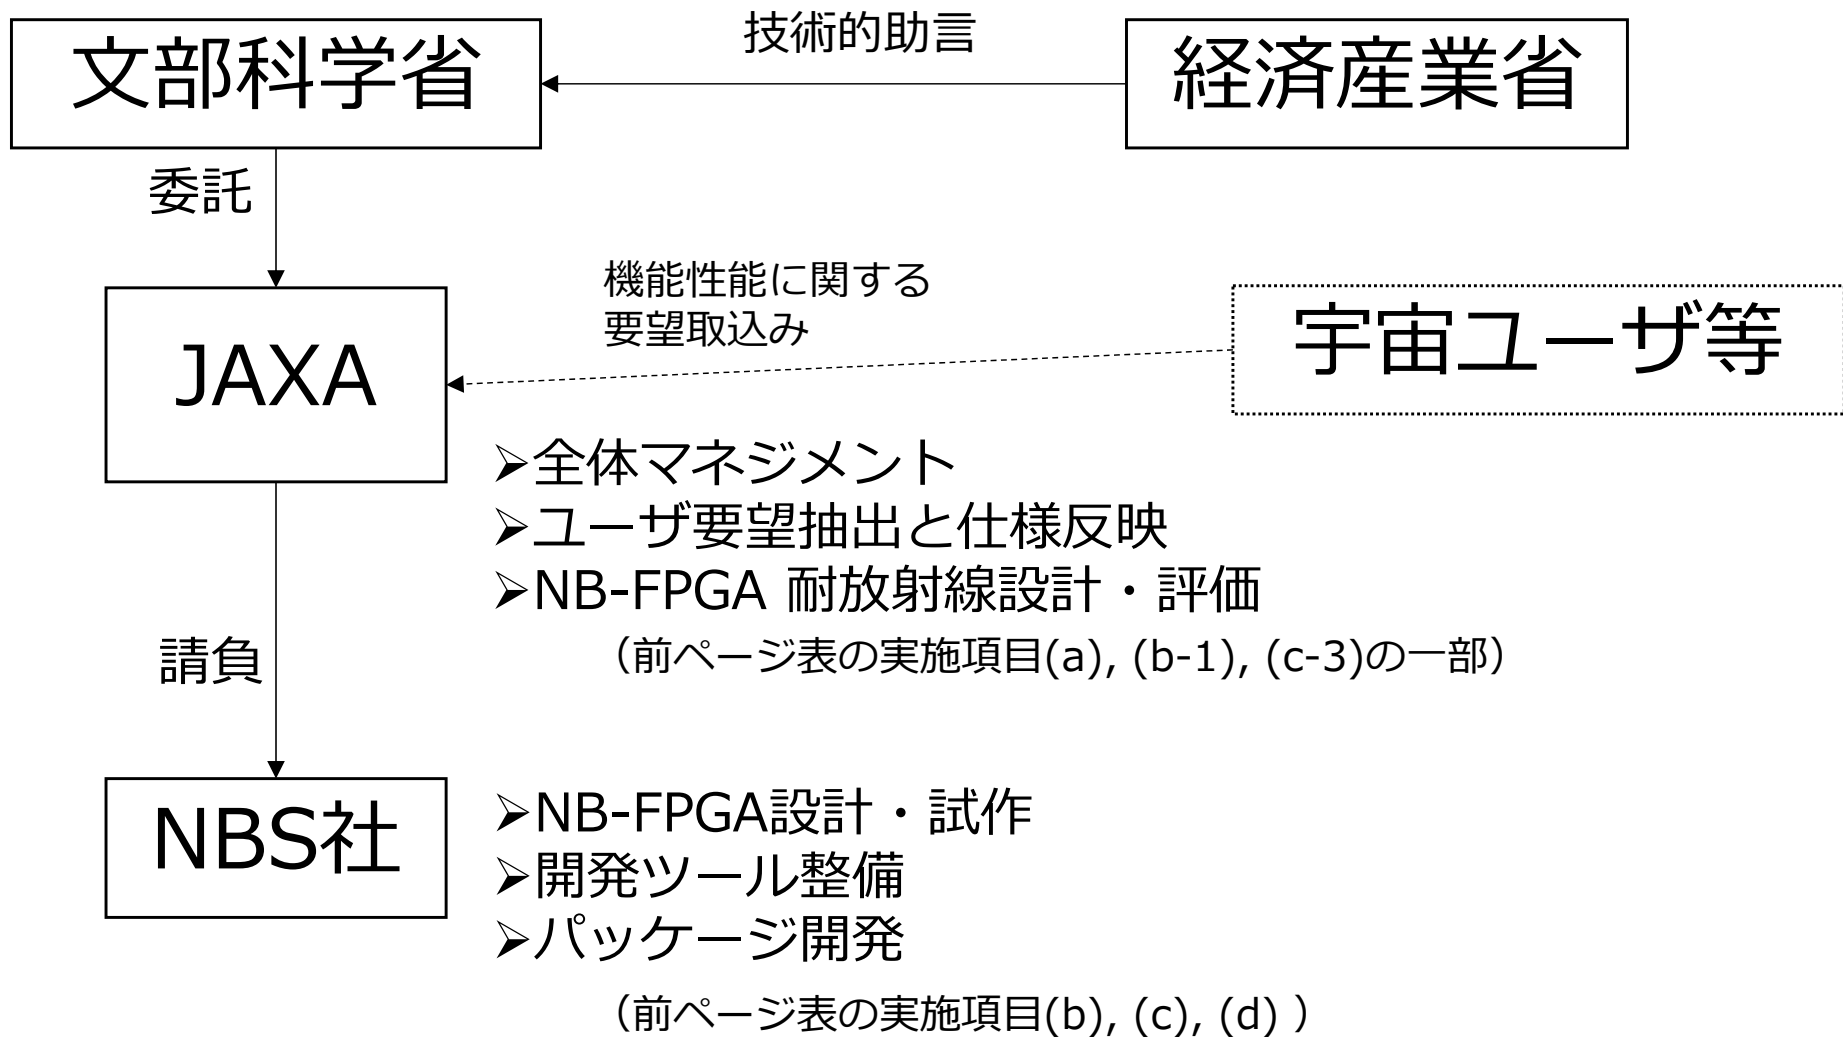 文部科学省
技術的助言
経済産業省
委託
機能性能に関する
要望取込み
JAXA
宇宙ユーザ等
➢全体マネジメント
➢ユーザ要望抽出と仕様反映
➢NB-FPGA 耐放射線設計・評価
（前ページ表の実施項目(a), (b-1), (c-3)の一部）
請負
NBS社
➢NB-FPGA設計・試作
➢開発ツール整備
➢パッケージ開発
（前ページ表の実施項目(b), (c), (d) ）